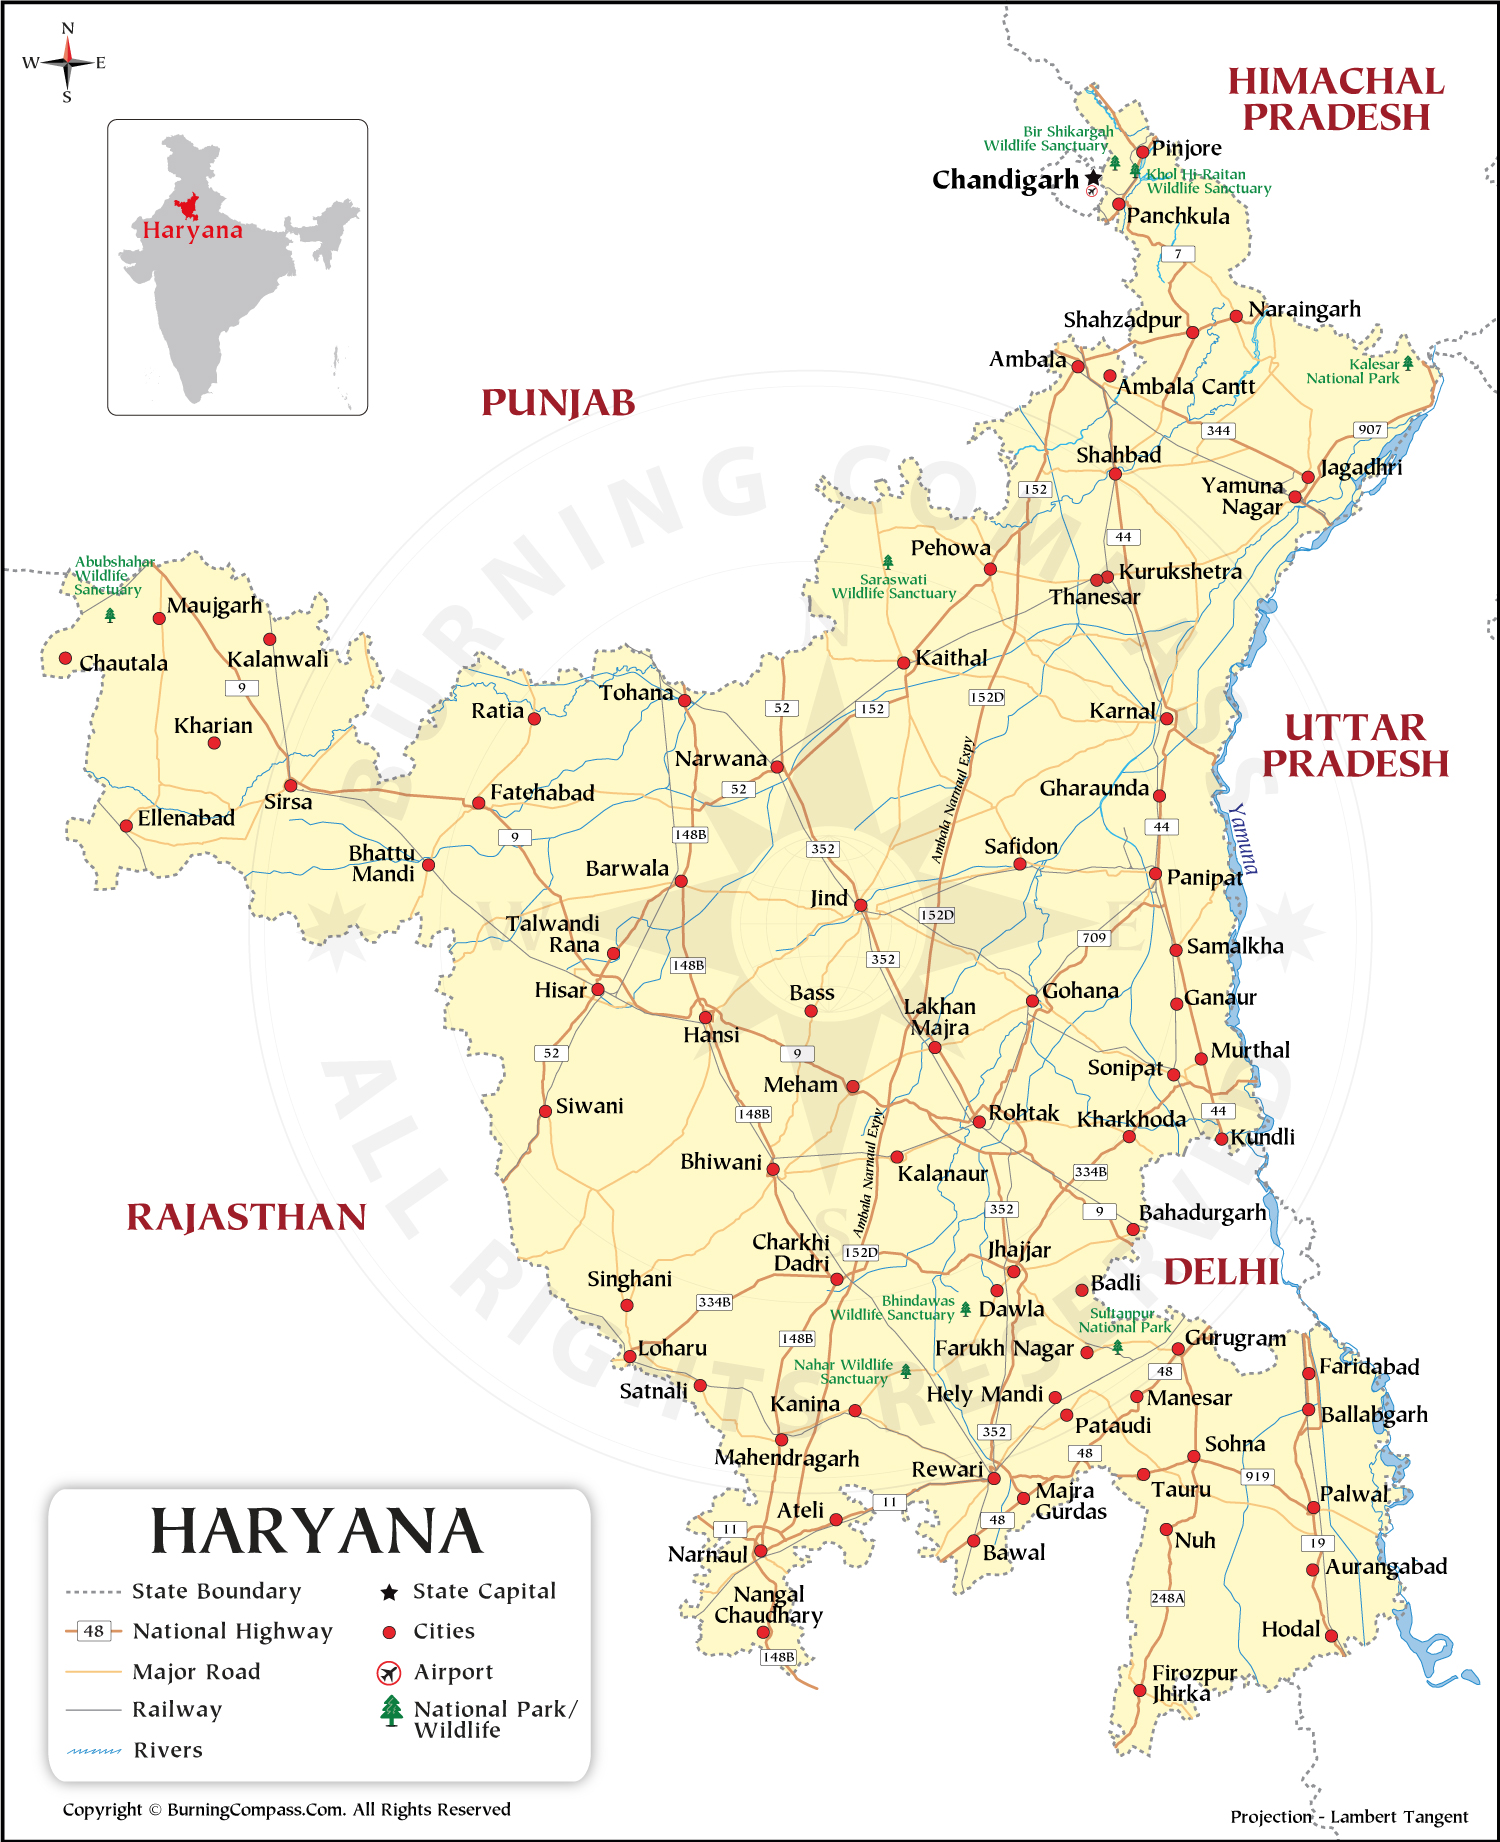 N
W
E
S
HIMACHAL
PRADESH
Bir Shikargah
Wildlife Sanctuary
Pinjore
Chandigarh
Khol Hi-Raitan
Wildlife Sanctuary
Panchkula
Haryana
7
Naraingarh
Shahzadpur
Ambala
Kalesar
National Park
Ambala Cantt
PUNJAB
344
907
Shahbad
Jagadhri
Yamuna
Nagar
152
BURNING COMPASS
44
Pehowa
Abubshahar
Wildlife
Sanctuary
Saraswati
Wildlife Sanctuary
Kurukshetra
Thanesar
Maujgarh
N
Chautala
Kalanwali
Kaithal
9
Tohana
152D
Ratia
52
152
Karnal
Kharian
UTTAR
PRADESH
Narwana
Ambala Narnaul Expy
52
Gharaunda
Sirsa
Fatehabad
Ellenabad
Yamuna
9
148B
44
Bhattu
Mandi
352
Safidon
Barwala
Panipat
Jind
W
E
152D
Talwandi
Rana
709
Samalkha
148B
352
Hisar
Bass
Gohana
Ganaur
Lakhan
Majra
Hansi
52
9
Murthal
Sonipat
Meham
Siwani
148B
Rohtak
Kharkhoda
44
Kundli
Ambala Narnaul Expy
Bhiwani
Kalanaur
334B
ALL RIGHTS RESERVED
RAJASTHAN
352
9
Bahadurgarh
S
Charkhi
Dadri
152D
Jhajjar
DELHI
Singhani
Badli
334B
Bhindawas
Wildlife Sanctuary
Dawla
Sultanpur
National Park
148B
Loharu
Farukh Nagar
Gurugram
Nahar Wildlife
Sanctuary
48
Faridabad
Satnali
Kanina
Hely Mandi
Manesar
Pataudi
Ballabgarh
352
Mahendragarh
48
Sohna
Rewari
919
Tauru
Majra
Gurdas
Palwal
11
Ateli
48
11
Nuh
19
Narnaul
Bawal
Aurangabad
Nangal
Chaudhary
248A
Hodal
148B
Firozpur
Jhirka
HARYANA
State Boundary
State Capital
48
National Highway
Cities
Major Road
Airport
Railway
National Park/
Wildlife
Rivers
Copyright © BurningCompass.Com. All Rights Reserved
Projection - Lambert Tangent